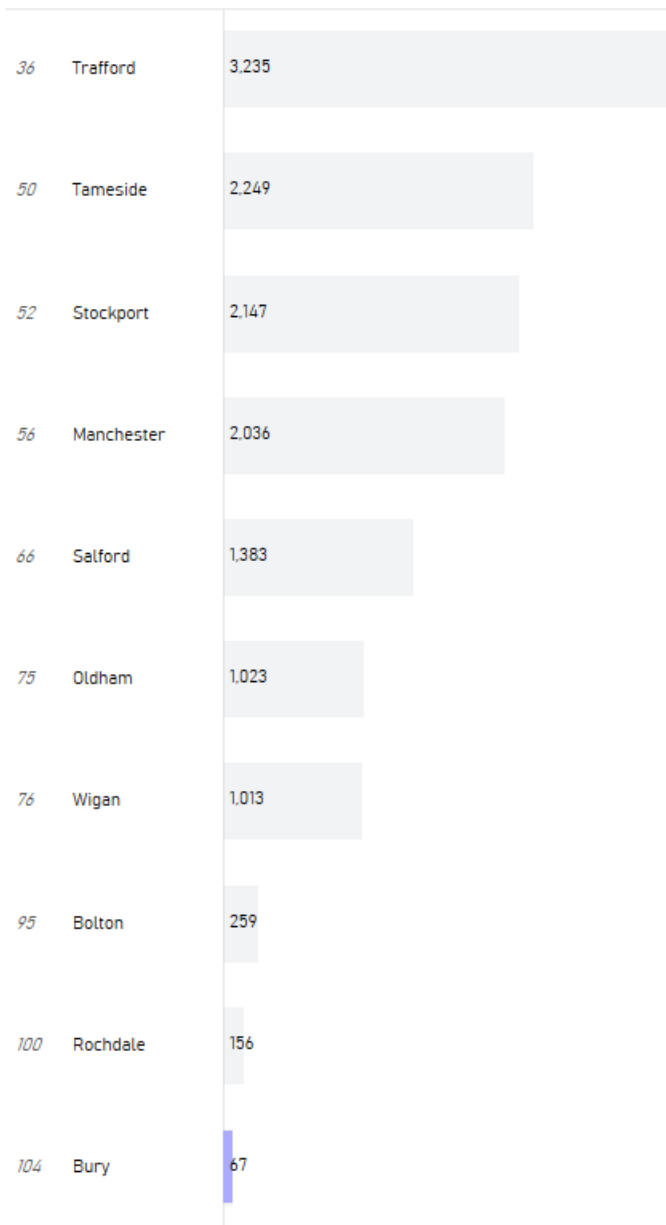 36 Trafford 3,235
50 Tameside 2,249
52 Stockport 2,147
56 Manchester 2,036
66 Salford 1,383
75 Oldham 1,023
76 Wigan 1,013
95 Bolton 259
100 Rochdale 156
104 Bury 67